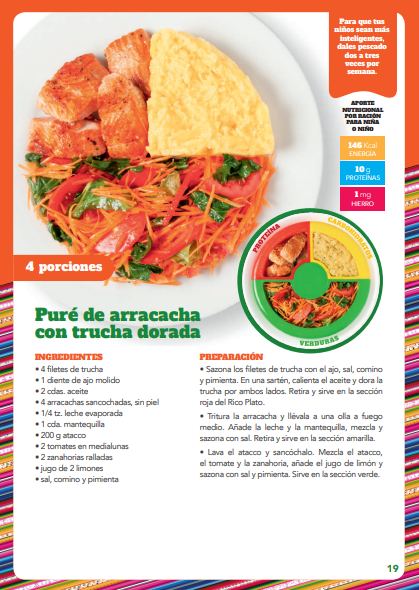 Para que tus
niños sean más
inteligentes,
dales pescado
dos a tres
veces por
semana.
APORTE
NUTRICIONAL
POR RACIÓN
PARA NIÑA
O NIÑO
146 Kcal
ENERGÍA
10 g
PROTEÍNAS
1 mg
HIERRO
PROTEÍNA
CARBOHIDRATOS
VERDURAS
4 porciones
Puré de arracacha
con trucha dorada
INGREDIENTES
• 4 filetes de trucha
• 1 diente de ajo molido
• 2 cdas. aceite
• 4 arracachas sancochadas, sin piel
• 1/4 tz. leche evaporada
• 1 cda. mantequilla
• 200 g atacco
• 2 tomates en medialunas
• 2 zanahorias ralladas
• jugo de 2 limones
• sal, comino y pimienta
PREPARACIÓN
• Sazona los filetes de trucha con el ajo, sal, comino
y pimienta. En una sartén, calienta el aceite y dora la
trucha por ambos lados. Retira y sirve en la sección
roja del Rico Plato.
• Tritura la arracacha y llévala a una olla a fuego
medio. Añade la leche y la mantequilla, mezcla y
sazona con sal. Retira y sirve en la sección amarilla.
• Lava el atacco y sancóchalo. Mezcla el atacco,
el tomate y la zanahoria, añade el jugo de limón y
sazona con sal y pimienta. Sirve en la sección verde.
19